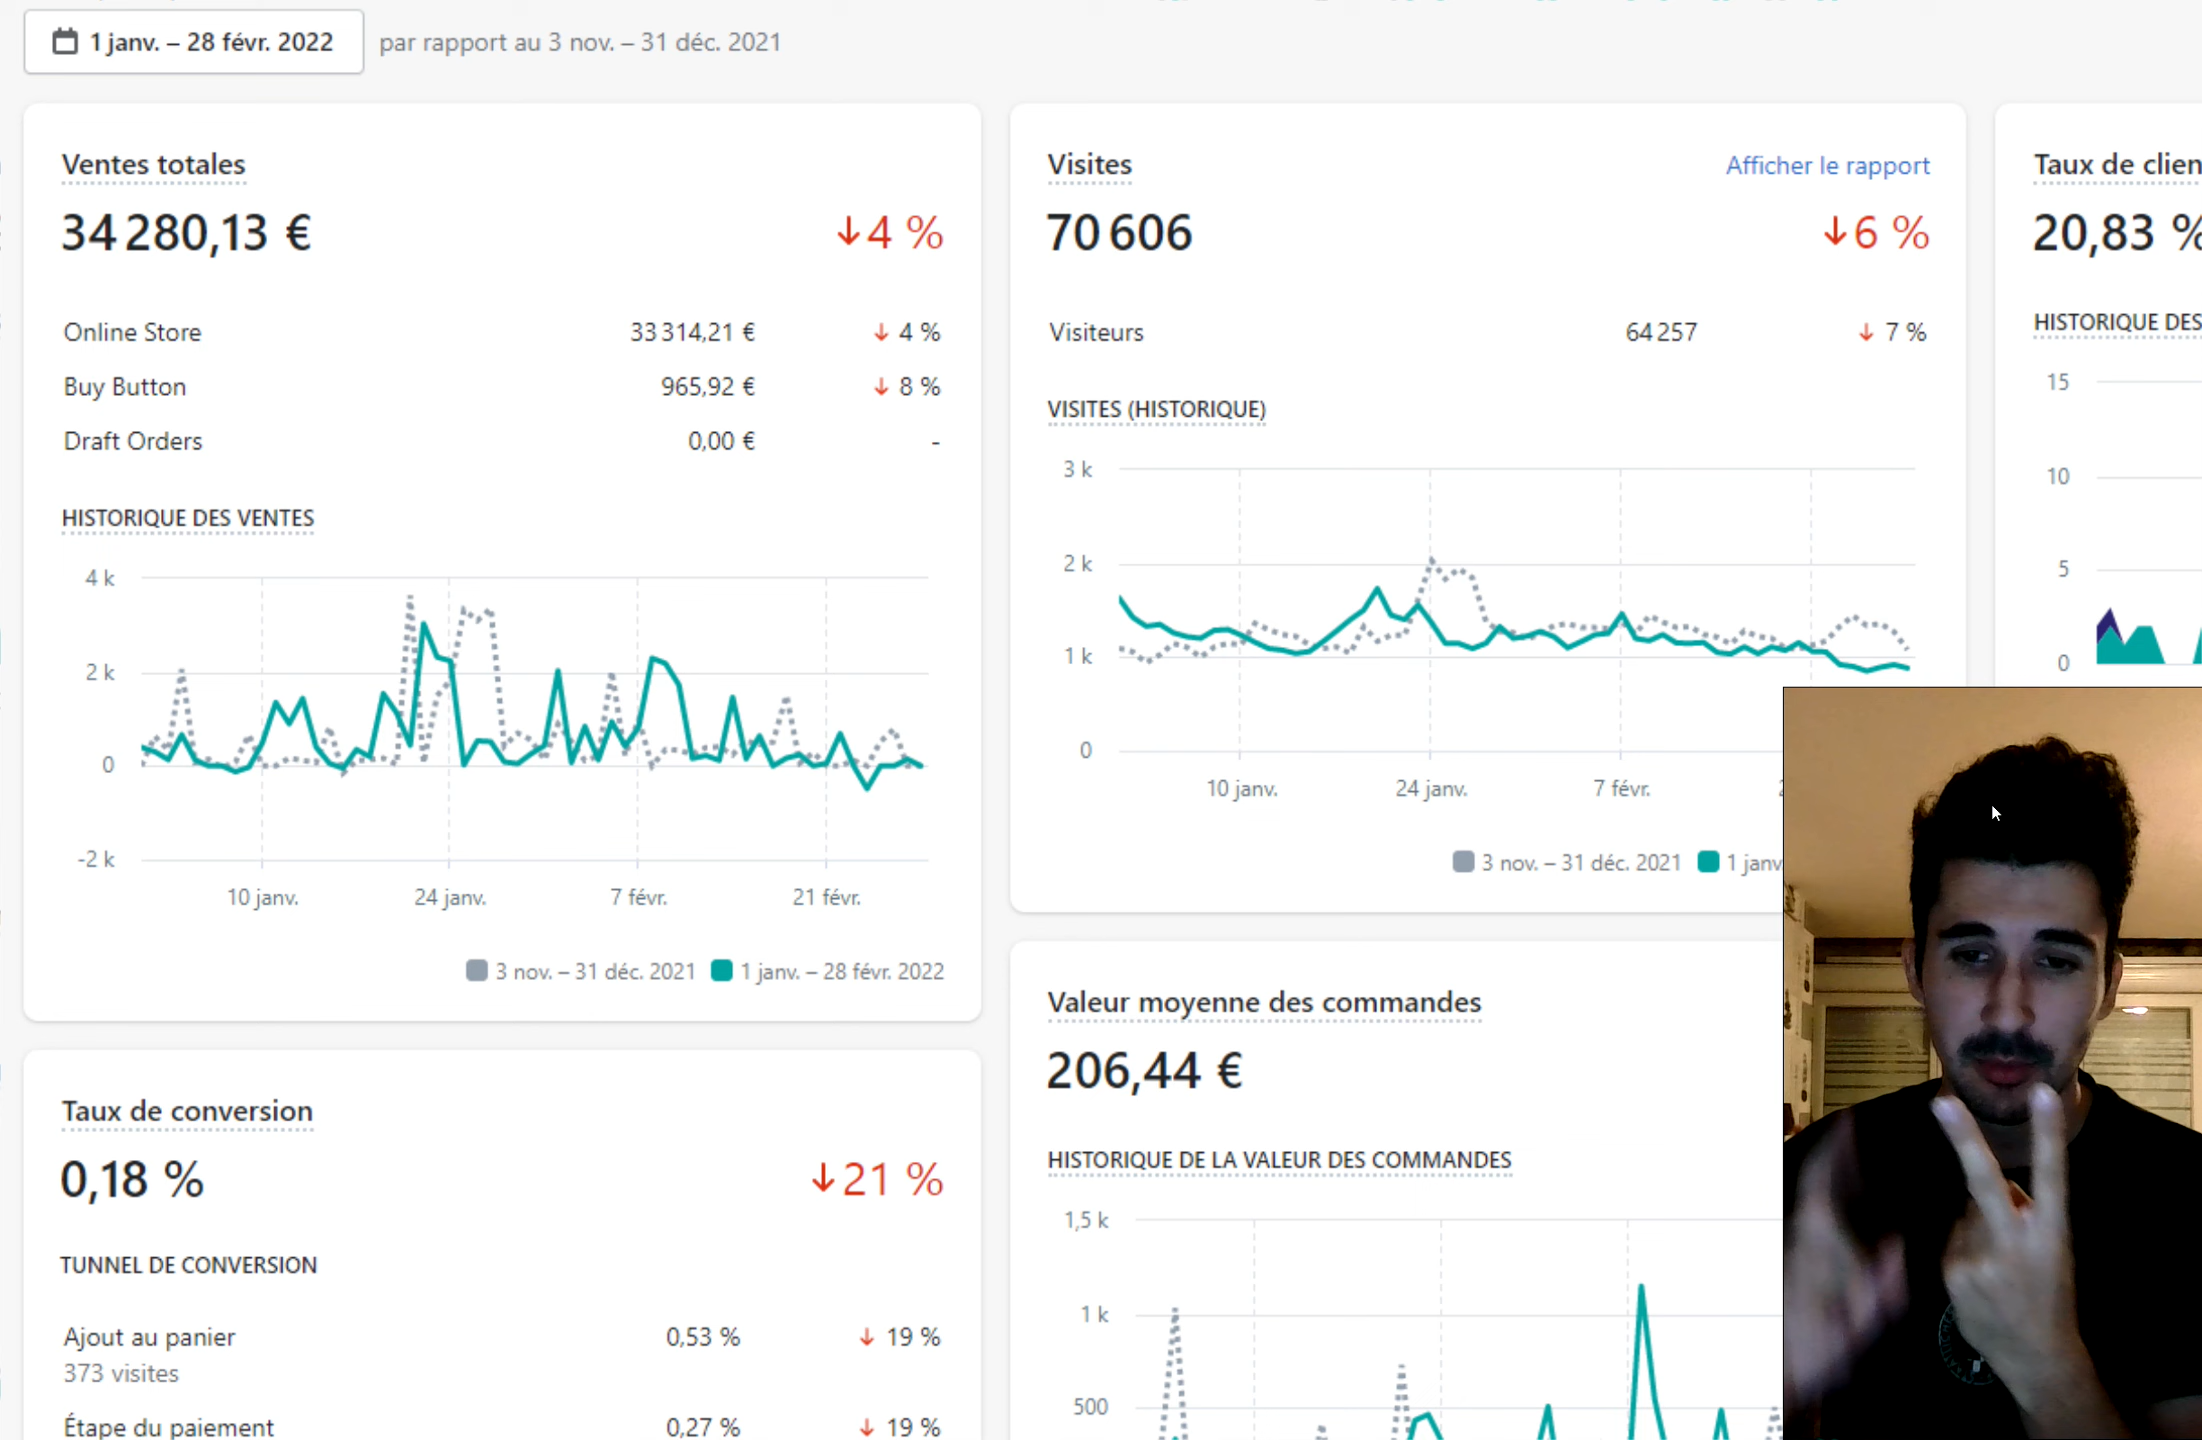 1 janv. – 28 févr. 2022 par rapport au 3 nov. – 31 déc. 2021
Ventes totales
34 280,13 € ↓4 %
Online Store 33 314,21 € ↓ 4 %
Buy Button 965,92 € ↓ 8 %
Draft Orders 0,00 € -
HISTORIQUE DES VENTES
4 k
2 k
0
-2 k
10 janv. 24 janv. 7 févr. 21 févr.
3 nov. – 31 déc. 2021 1 janv. – 28 févr. 2022
Visites Afficher le rapport
70 606 ↓6 %
Visiteurs 64 257 ↓ 7 %
VISITES (HISTORIQUE)
3 k
2 k
1 k
0
10 janv. 24 janv. 7 févr.
3 nov. – 31 déc. 2021 1 janv
Taux de clien
20,83 %
HISTORIQUE DES
15
10
5
0
Taux de conversion
0,18 % ↓21 %
TUNNEL DE CONVERSION
Ajout au panier 0,53 % ↓ 19 %
373 visites
Étape du paiement 0,27 % ↓ 19 %
Valeur moyenne des commandes
206,44 €
HISTORIQUE DE LA VALEUR DES COMMANDES
1,5 k
1 k
500